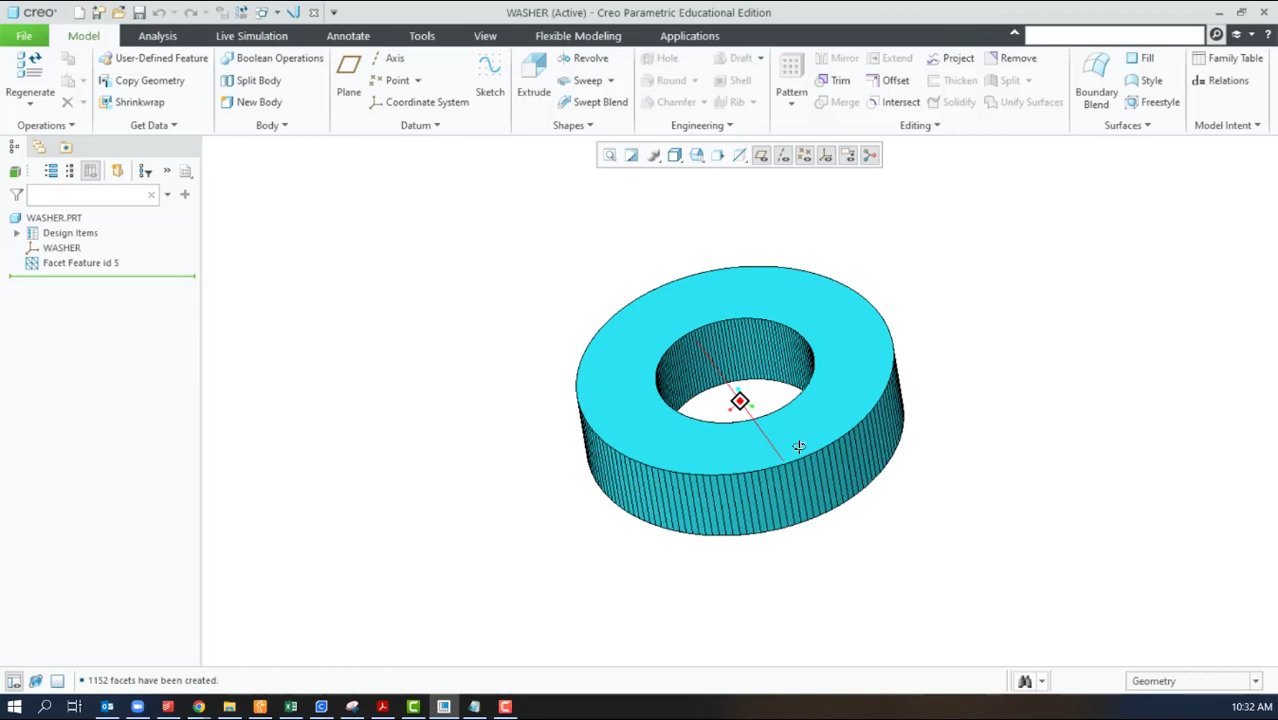 creo°
WASHER (Active) - Creo Parametric Educational Edition
File Model Analysis Live Simulation Annotate Tools View Flexible Modeling Applications
Regenerate
Operations
User-Defined Feature
Copy Geometry
Shrinkwrap
Get Data
Boolean Operations
Split Body
New Body
Body
Plane
Axis
Point
Coordinate System
Sketch
Datum
Extrude
Revolve
Sweep
Swept Blend
Shapes
Hole
Round
Chamfer
Draft
Shell
Rib
Engineering
Pattern
Mirror
Trim
Merge
Extend
Offset
Intersect
Project
Thicken
Solidify
Remove
Split
Unify Surfaces
Editing
Boundary
Blend
Fill
Style
Freestyle
Surfaces
Family Table
d= Relations
Model Intent
WASHER.PRT
Design Items
WASHER
Facet Feature id 5
• 1152 facets have been created.
Geometry
10:32 AM